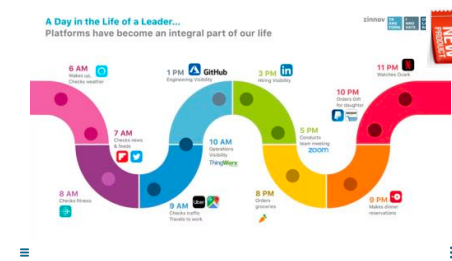 A Day in the Life of a Leader...
Platforms have become an integral part of our life
zinnov
NEW
PRODUCT
6 AM
Wakes up,
Checks weather
7 AM
Checks news
& feeds
8 AM
Checks fitness
9 AM
Checks traffic
Travels to work
Uber
10 AM
Operations
Visibility
ThingWorx
1 PM
GitHub
Engineering Visibility
3 PM
in
Hiring Visibility
5 PM
Conducts
team meeting
zoom
8 PM
Orders
groceries
9 PM
Makes dinner
reservations
10 PM
Orders Gift
for daughter
11 PM
N
Watches Ozark